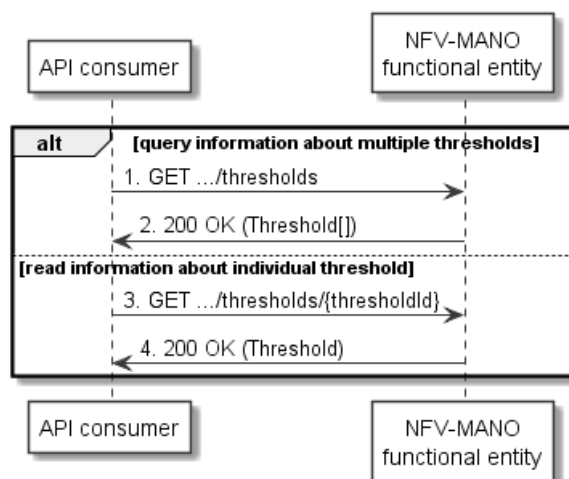 API consumer
NFV-MANO
functional entity
alt
[query information about multiple thresholds]
1. GET .../thresholds
2. 200 OK (Threshold[])
[read information about individual threshold]
3. GET .../thresholds/{thresholdId}
4. 200 OK (Threshold)
API consumer
NFV-MANO
functional entity